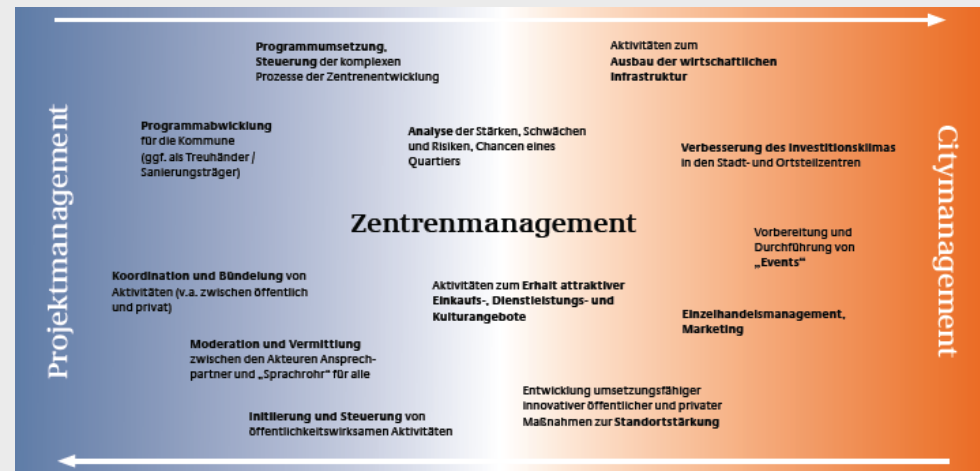 Programmumsetzung,
Steuerung der komplexen
Prozesse der Zentrenentwicklung
Aktivitäten zum
Ausbau der wirtschaftlichen
Infrastruktur
Projektmanagement
Programmabwicklung
für die Kommune
(ggf. als Treuhänder /
Sanierungsträger)
Analyse der Stärken, Schwächen
und Risiken, Chancen eines
Quartiers
Verbesserung des Investitionsklimas
in den Stadt- und Ortsteilzentren
Citymanagement
Zentrenmanagement
Vorbereitung und
Durchführung von
„Events“
Koordination und Bündelung von
Aktivitäten (v.a. zwischen öffentlich
und privat)
Aktivitäten zum Erhalt attraktiver
Einkaufs-, Dienstleistungs- und
Kulturangebote
Einzelhandelsmanagement,
Marketing
Moderation und Vermittlung
zwischen den Akteuren Ansprech-
partner und „Sprachrohr“ für alle
Initiierung und Steuerung von
öffentlichkeitswirksamen Aktivitäten
Entwicklung umsetzungsfähiger
innovativer öffentlicher und privater
Maßnahmen zur Standortstärkung